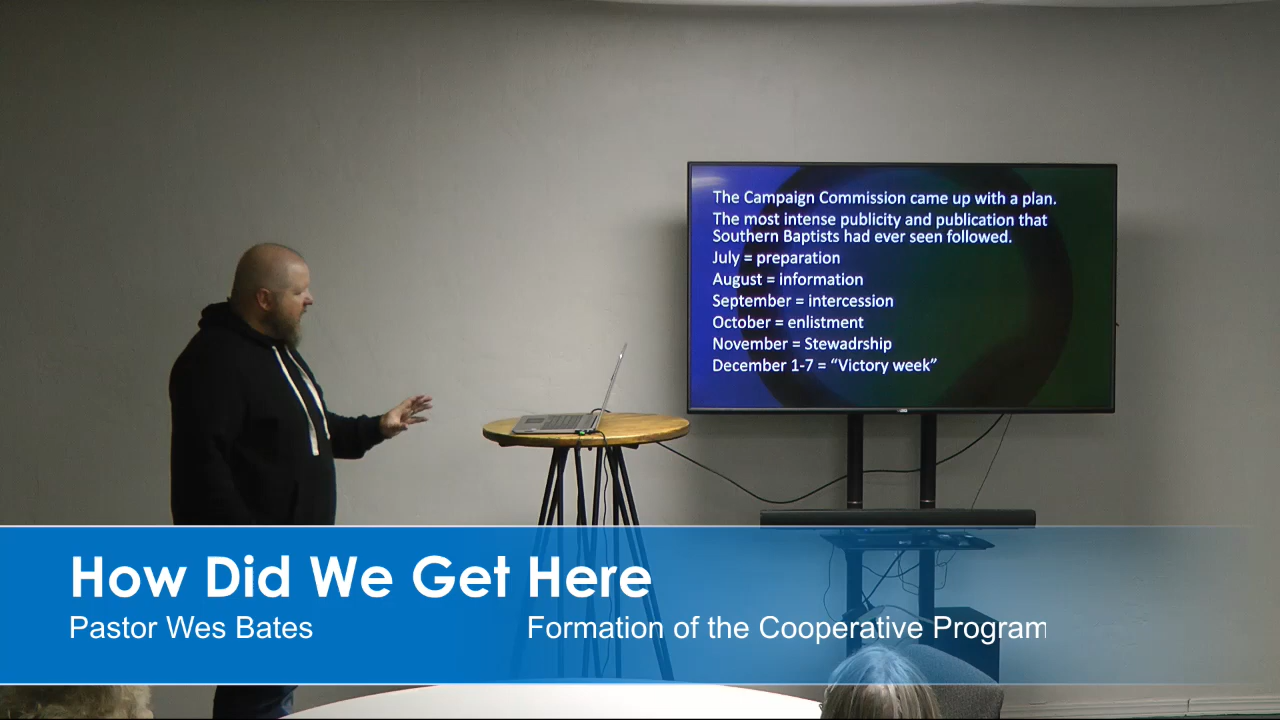 The Campaign Commission came up with a plan.
The most intense publicity and publication that
Southern Baptists had ever seen followed.
July = preparation
August = information
September = intercession
October = enlistment
November = Stewadrship
December 1-7 = “Victory week”
How Did We Get Here
Pastor Wes Bates
Formation of the Cooperative Program